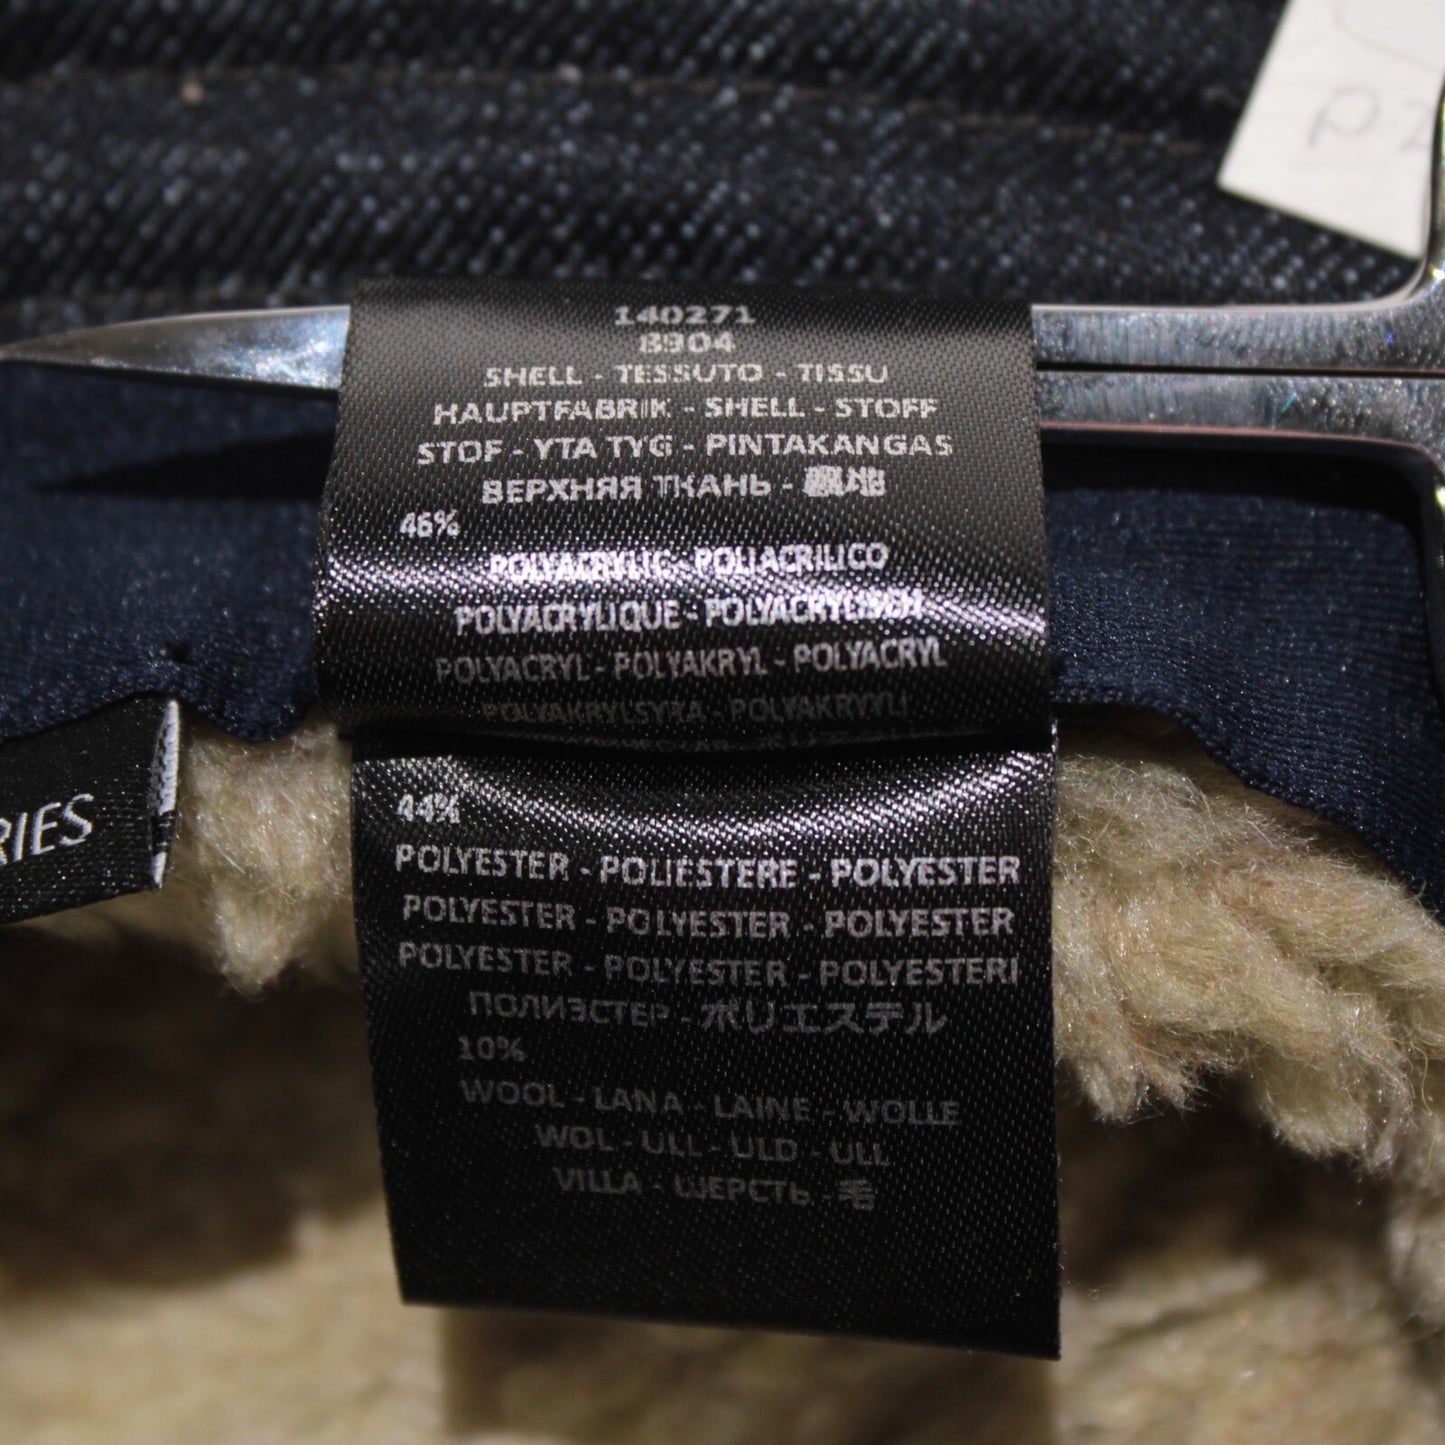 140271
8904
SHELL - TESSUTO - TISSU
HAUPTFABRIK - SHELL - STOFF
STOF - YTA TYG - PINTAKANGAS
ВЕРХНЯЯ ТКАНЬ -
46%
POLYACRYLIC - POLIACRILICO
POLYACRYLIQUE - POLYACRYLISCH
POLYACRYL - POLYAKRYL - POLYACRYL
POLYAKRYLSYRA - POLYAKRYYLI
44%
POLYESTER - POLIESTERE - POLYESTER
POLYESTER - POLYESTER - POLYESTER
POLYESTER - POLYESTER - POLYESTERI
ПОЛИЭСТЕР - ポリエステル
10%
WOOL - LANA - LAINE - WOLLE
WOL - ULL - ULD - ULL
VILLA - ШЕРСТЬ - 毛
RIES